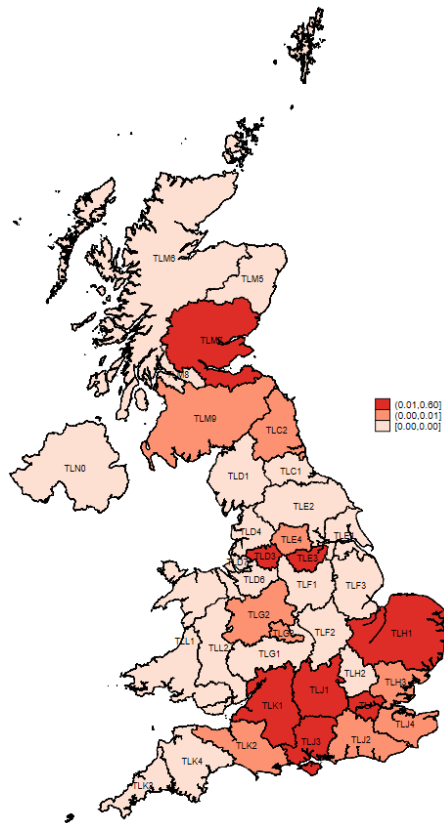 TLM6
TLM5
TLM9
TLC2
(0.01,0.60]
(0.00,0.01]
[0.00,0.00]
TLN0
TLD1
TLC1
TLE2
TLD4
TLE4
TLD3
TLE3
TLD6
TLF1
TLF3
TLG2
TLH1
TLL1
TLL2
TLF2
TLG1
TLH2
TLH3
TLK1
TLJ1
TLJ4
TLK2
TLJ3
TLJ2
TLK4